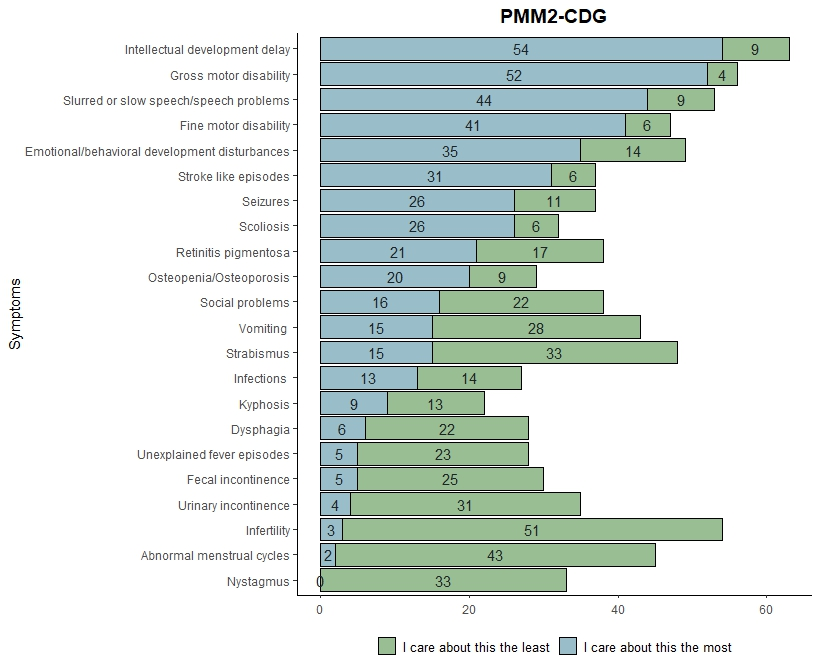 PMM2-CDG
Symptoms
Intellectual development delay 54 9
Gross motor disability 52 4
Slurred or slow speech/speech problems 44 9
Fine motor disability 41 6
Emotional/behavioral development disturbances 35 14
Stroke like episodes 31 6
Seizures 26 11
Scoliosis 26 6
Retinitis pigmentosa 21 17
Osteopenia/Osteoporosis 20 9
Social problems 16 22
Vomiting 15 28
Strabismus 15 33
Infections 13 14
Kyphosis 9 13
Dysphagia 6 22
Unexplained fever episodes 5 23
Fecal incontinence 5 25
Urinary incontinence 4 31
Infertility 3 51
Abnormal menstrual cycles 2 43
Nystagmus 0 33
0 20 40 60
I care about this the least I care about this the most